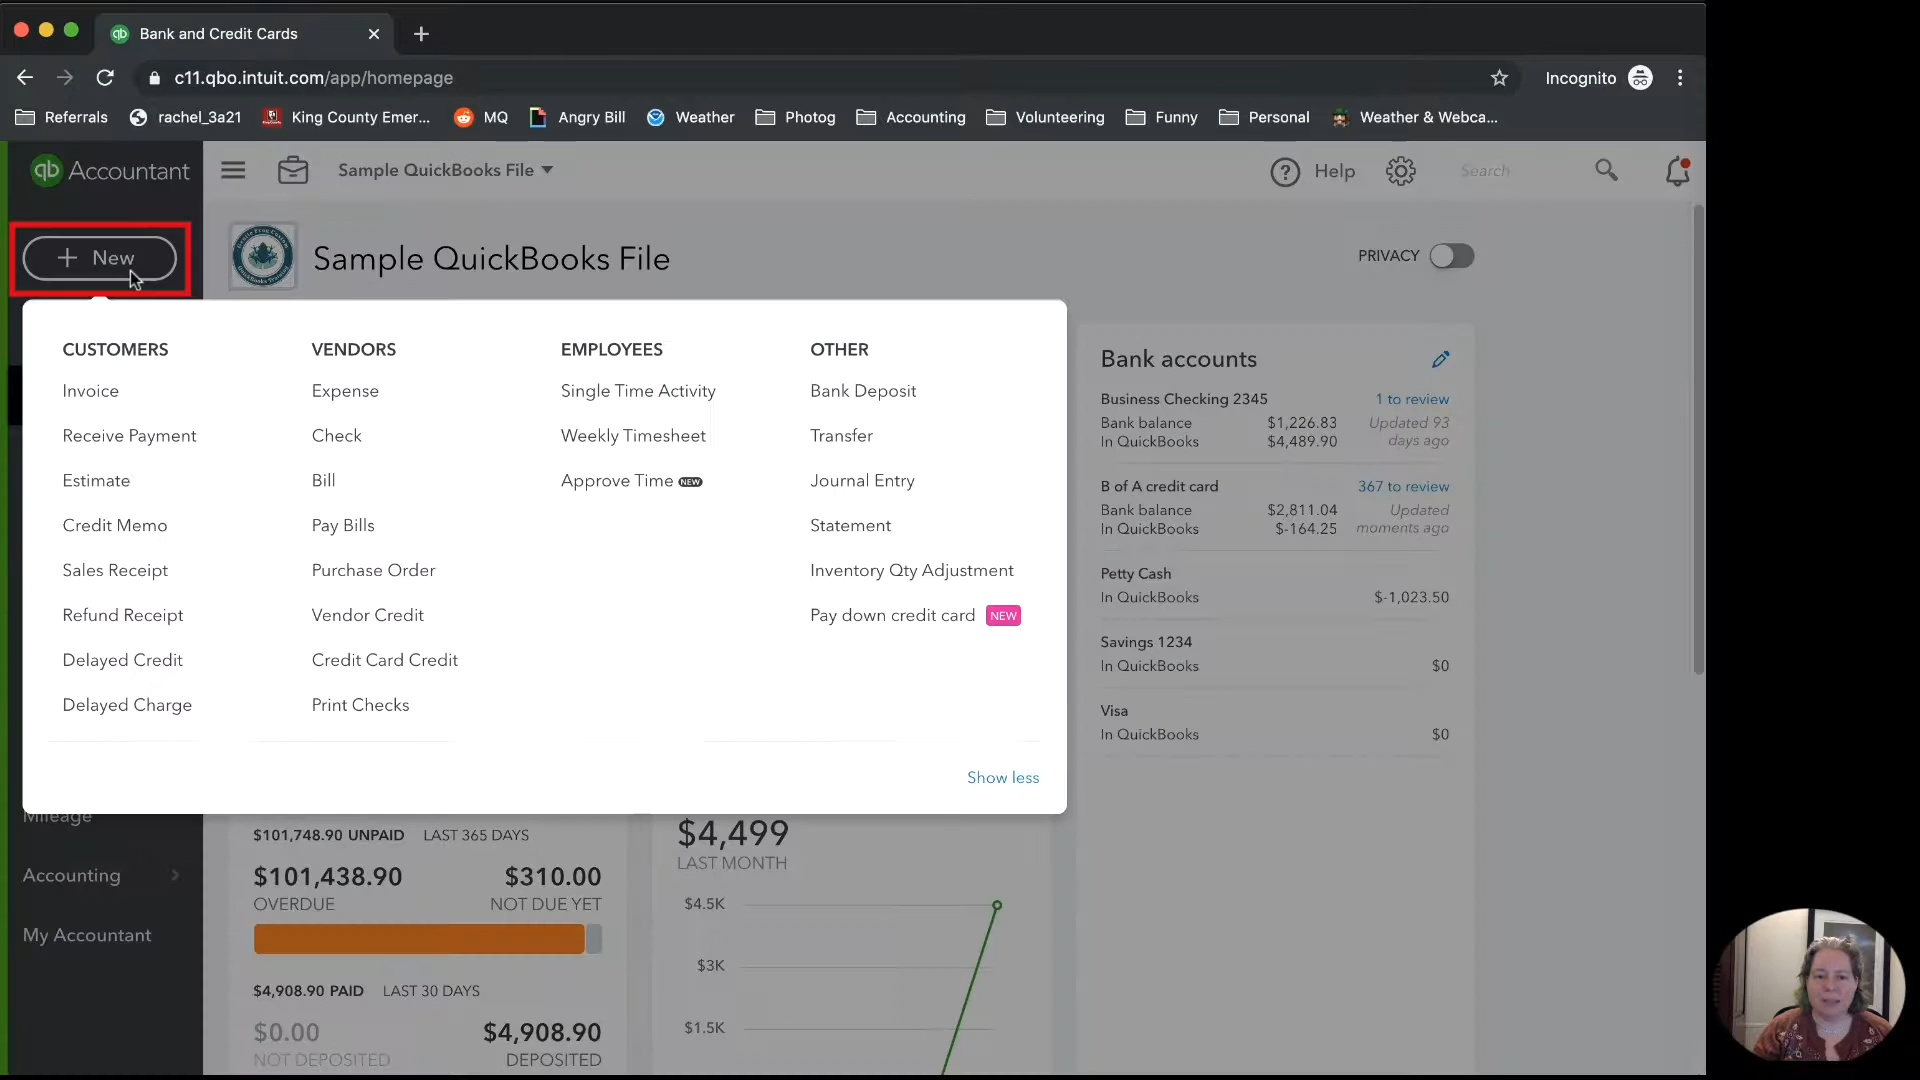 Bank and Credit Cards
c11.qbo.intuit.com/app/homepage
Incognito
Referrals
rachel_3a21
King County Emer...
MQ
Angry Bill
Weather
Photog
Accounting
Volunteering
Funny
Personal
Weather & Webca...
qb Accountant
Sample QuickBooks File
? Help
Search
+ New
Sample QuickBooks File
PRIVACY
CUSTOMERS
Invoice
Receive Payment
Estimate
Credit Memo
Sales Receipt
Refund Receipt
Delayed Credit
Delayed Charge
VENDORS
Expense
Check
Bill
Pay Bills
Purchase Order
Vendor Credit
Credit Card Credit
Print Checks
EMPLOYEES
Single Time Activity
Weekly Timesheet
Approve Time NEW
OTHER
Bank Deposit
Transfer
Journal Entry
Statement
Inventory Qty Adjustment
Pay down credit card NEW
Show less
Bank accounts
Business Checking 2345 1 to review
Bank balance $1,226.83 Updated 93
In QuickBooks $4,489.90 days ago
B of A credit card 367 to review
Bank balance $2,811.04 Updated
In QuickBooks $-164.25 moments ago
Petty Cash
In QuickBooks $-1,023.50
Savings 1234
In QuickBooks $0
Visa
In QuickBooks $0
Mileage
Accounting
My Accountant
$101,748.90 UNPAID LAST 365 DAYS
$101,438.90 $310.00
OVERDUE NOT DUE YET
$4,908.90 PAID LAST 30 DAYS
$0.00 $4,908.90
NOT DEPOSITED DEPOSITED
$4,499
LAST MONTH
$4.5K
$3K
$1.5K